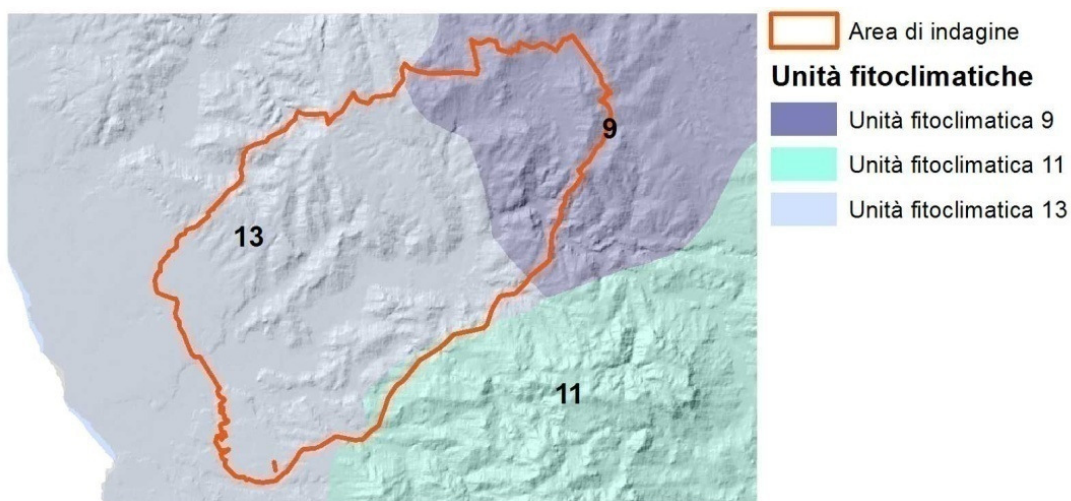 Area di indagine
Unità fitoclimatiche
Unità fitoclimatica 9
Unità fitoclimatica 11
Unità fitoclimatica 13
9
13
11